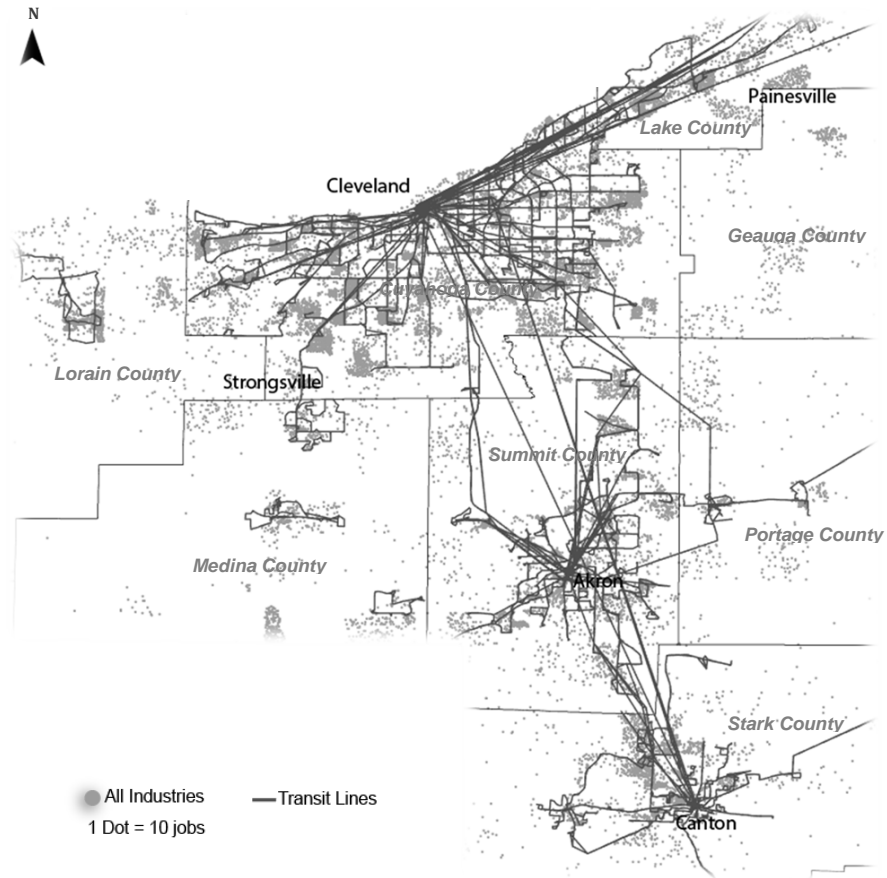 N
Painesville
Lake County
Cleveland
Geauga County
Cuyahoga County
Lorain County
Strongsville
Summit County
Portage County
Medina County
Akron
Stark County
All Industries
Transit Lines
1 Dot = 10 jobs
Canton